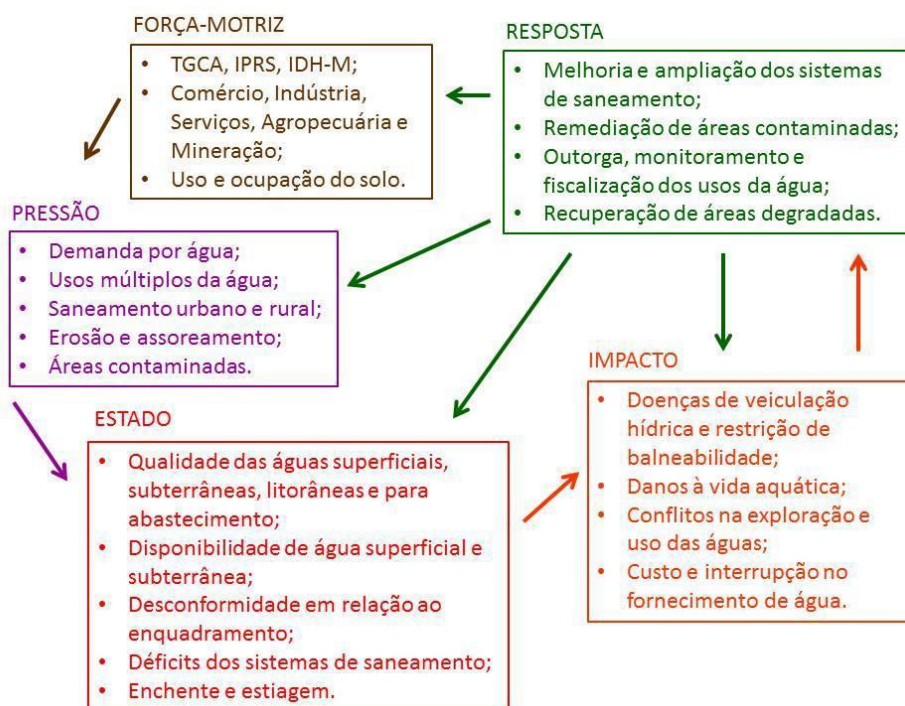 FORÇA-MOTRIZ
• TGCA, IPRS, IDH-M;
• Comércio, Indústria,
Serviços, Agropecuária e
Mineração;
• Uso e ocupação do solo.
RESPOSTA
• Melhoria e ampliação dos sistemas
de saneamento;
• Remediação de áreas contaminadas;
• Outorga, monitoramento e
fiscalização dos usos da água;
• Recuperação de áreas degradadas.
PRESSÃO
• Demanda por água;
• Usos múltiplos da água;
• Saneamento urbano e rural;
• Erosão e assoreamento;
• Áreas contaminadas.
ESTADO
• Qualidade das águas superficiais,
subterrâneas, litorâneas e para
abastecimento;
• Disponibilidade de água superficial e
subterrânea;
• Desconformidade em relação ao
enquadramento;
• Déficits dos sistemas de saneamento;
• Enchente e estiagem.
IMPACTO
• Doenças de veiculação
hídrica e restrição de
balneabilidade;
• Danos à vida aquática;
• Conflitos na exploração e
uso das águas;
• Custo e interrupção no
fornecimento de água.